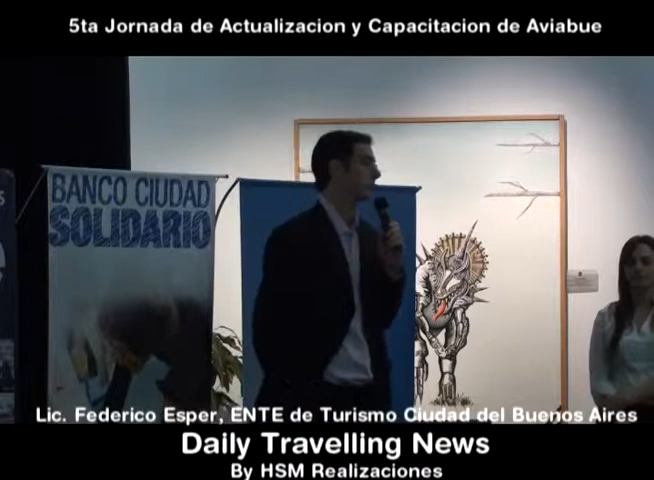 5ta Jornada de Actualizacion y Capacitacion de Aviabue
BANCO CIUDAD
SOLIDARIO
Lic. Federico Esper, ENTE de Turismo Ciudad del Buenos Aires
Daily Travelling News
By HSM Realizaciones